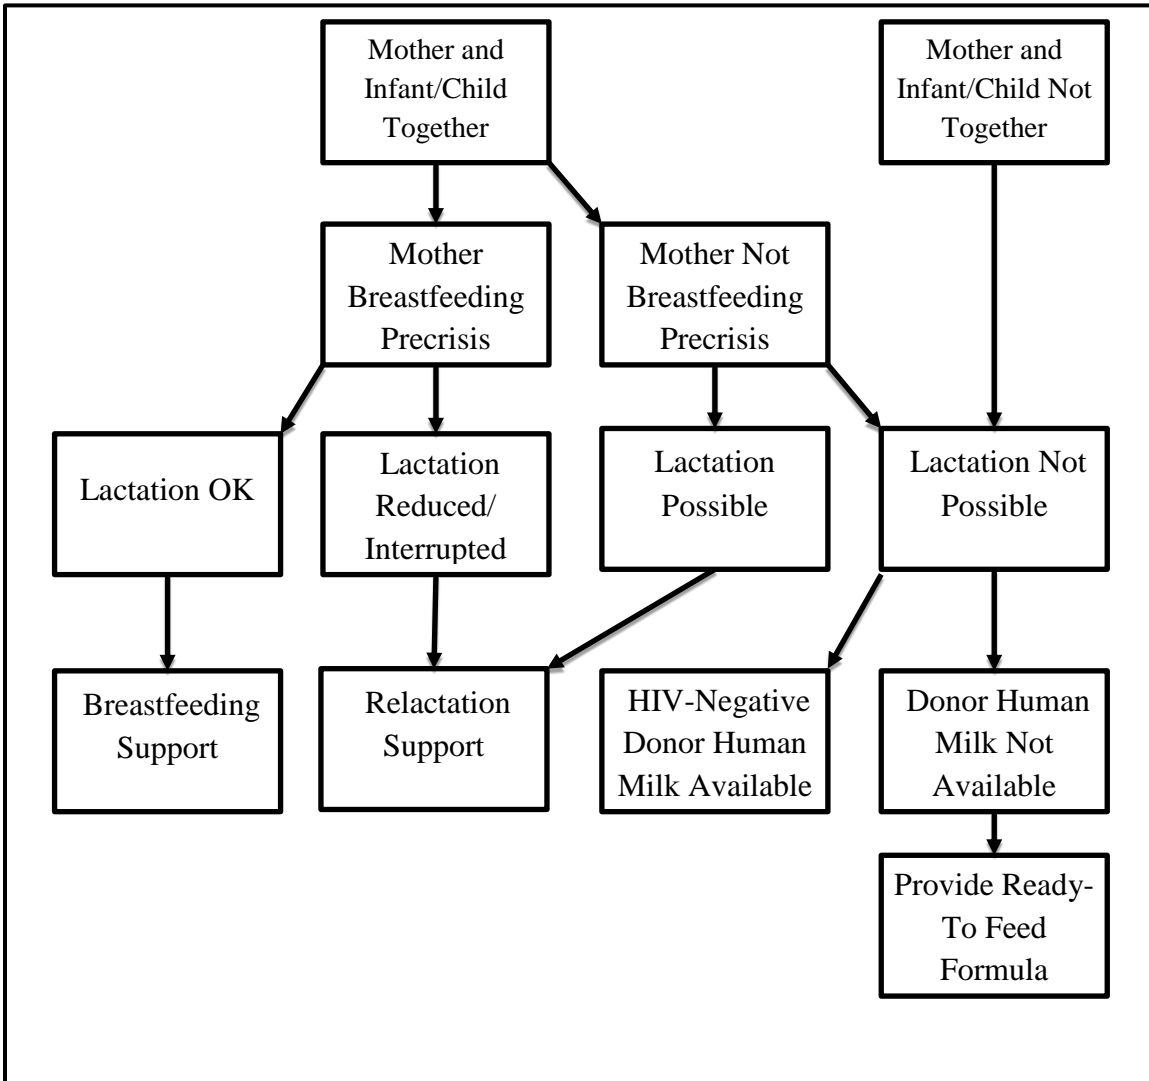 Mother and
Infant/Child
Together
Mother and
Infant/Child Not
Together
Mother
Breastfeeding
Precrisis
Mother Not
Breastfeeding
Precrisis
Lactation OK
Lactation
Reduced/
Interrupted
Lactation
Possible
Lactation Not
Possible
Breastfeeding
Support
Relactation
Support
HIV-Negative
Donor Human
Milk Available
Donor Human
Milk Not
Available
Provide Ready-
To Feed
Formula